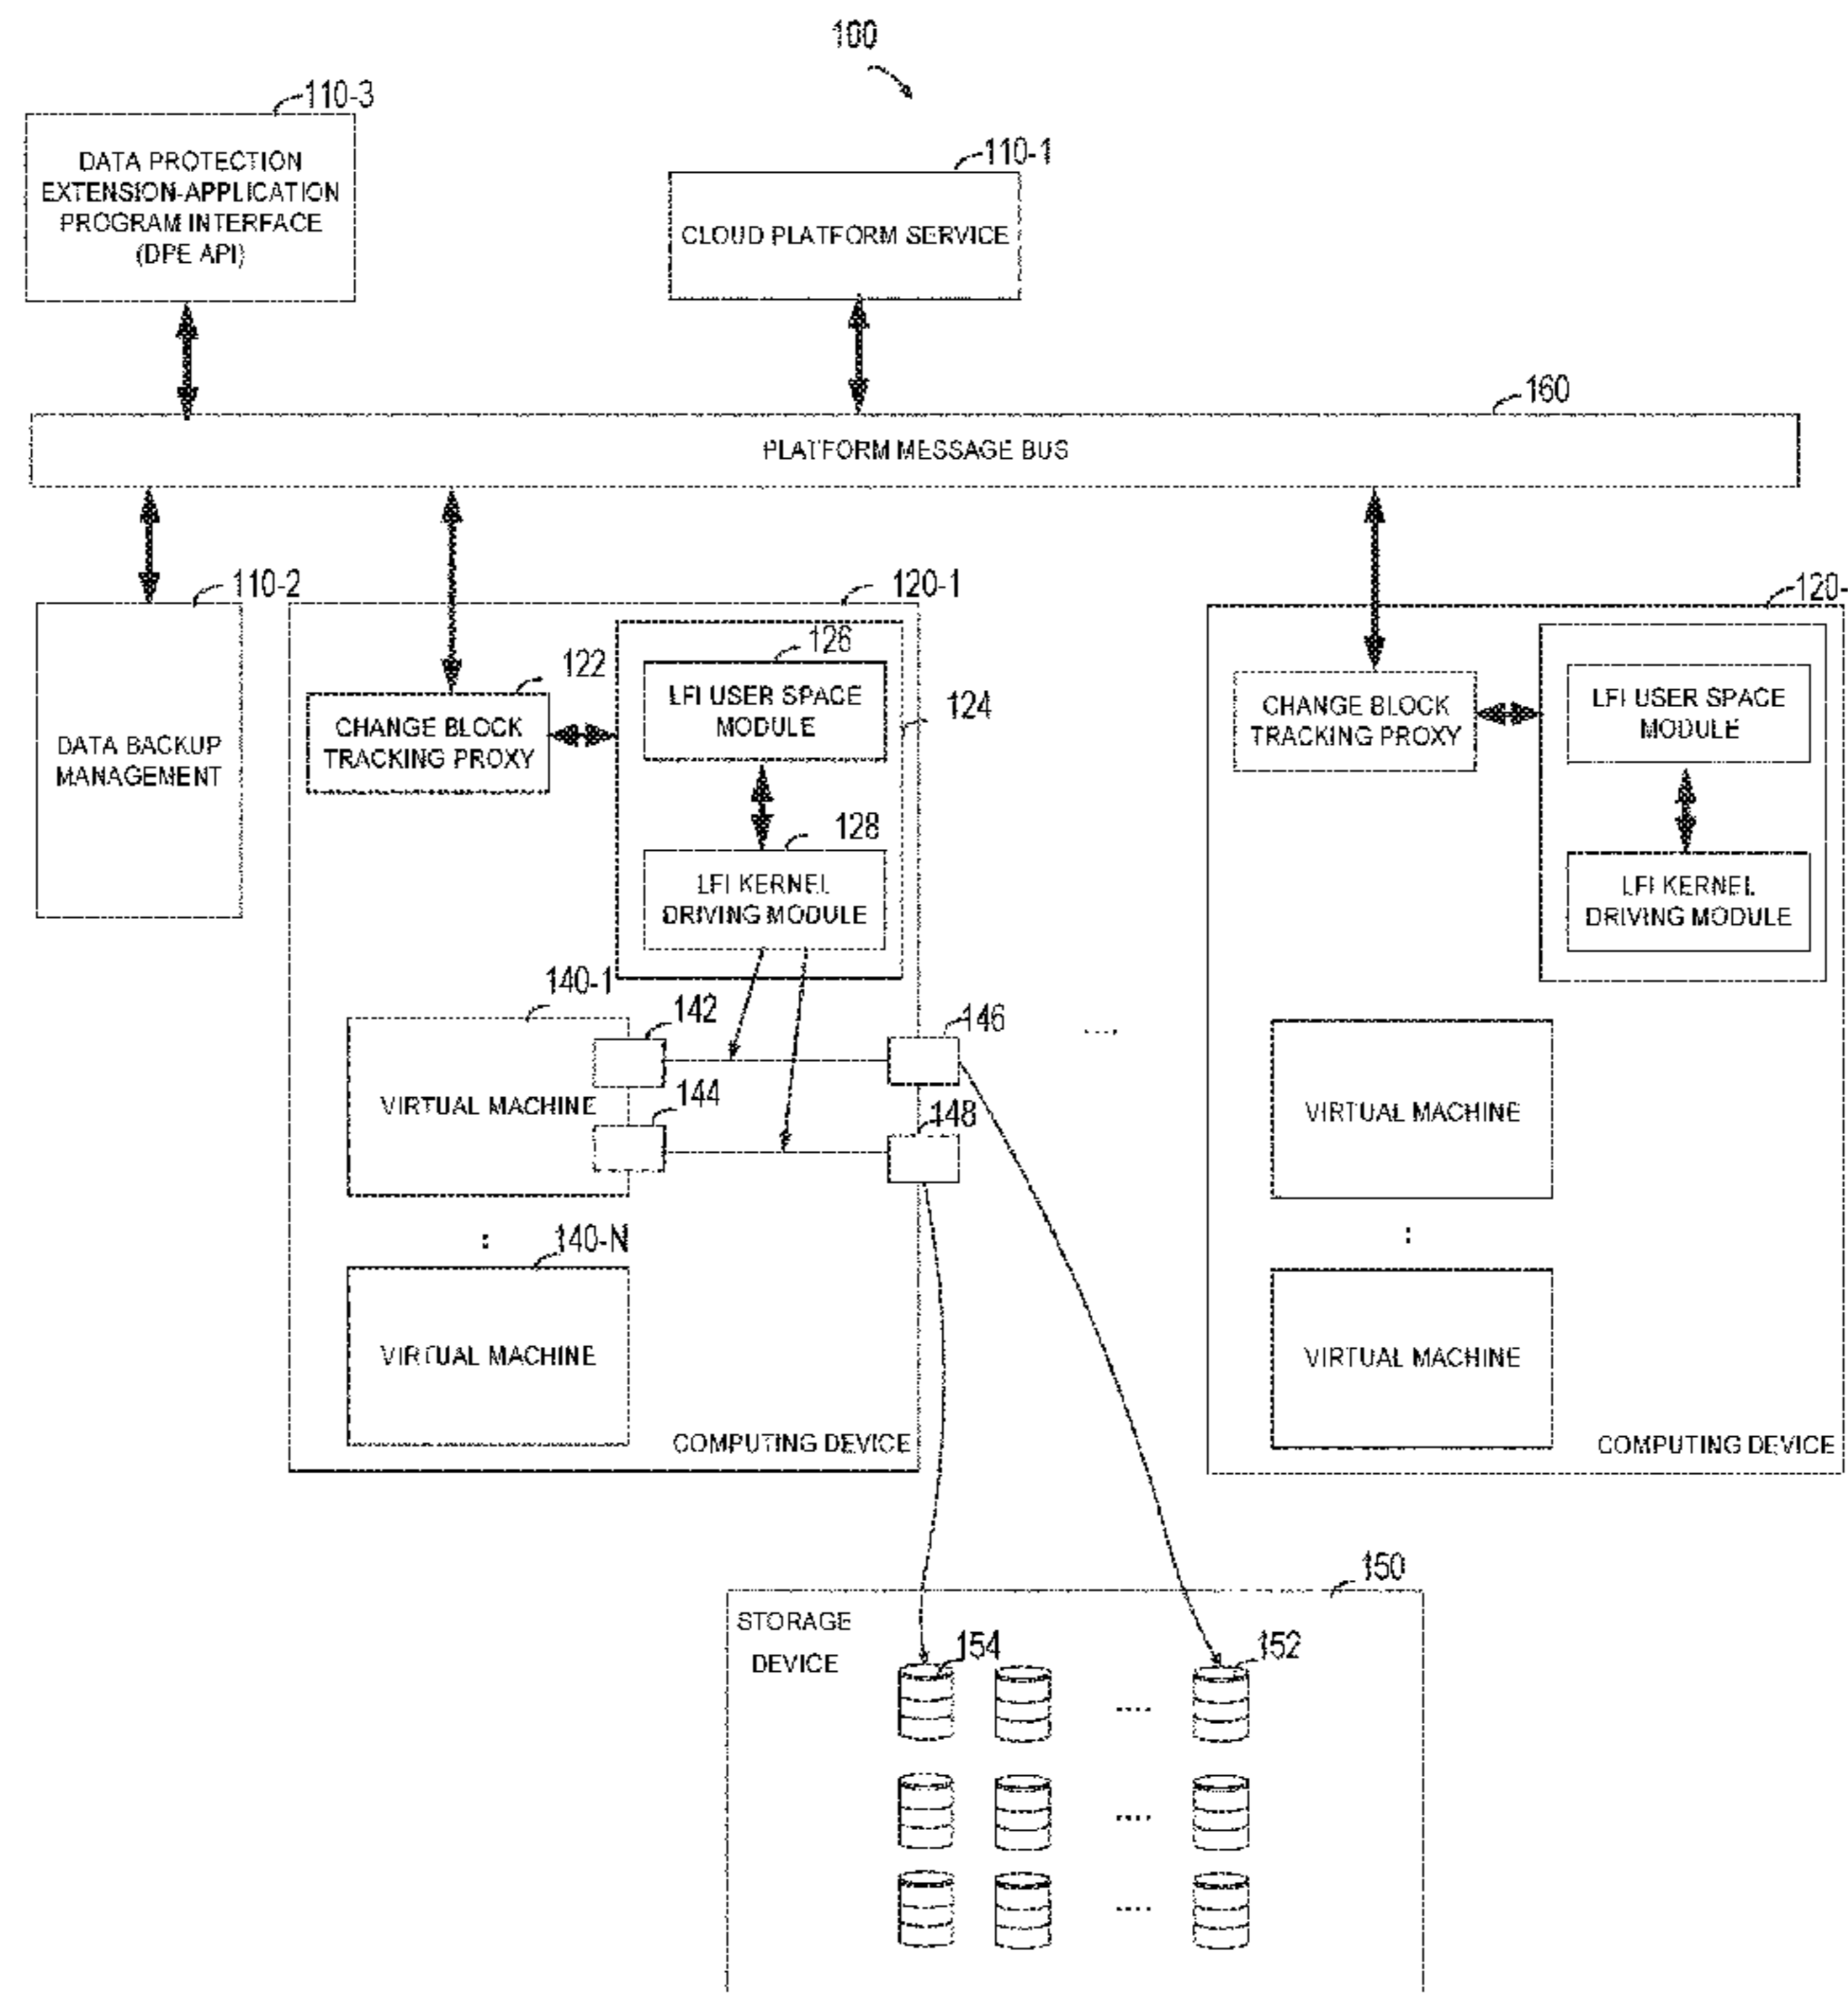 100
110-3
DATA PROTECTION
EXTENSION-APPLICATION
PROGRAM INTERFACE
(DPE API)
110-1
CLOUD PLATFORM SERVICE
160
PLATFORM MESSAGE BUS
110-2
DATA BACKUP
MANAGEMENT
120-1
122
CHANGE BLOCK
TRACKING PROXY
126
LFI USER SPACE
MODULE
124
128
LFI KERNEL
DRIVING MODULE
140-1
142
144
VIRTUAL MACHINE
146
148
:
140-N
VIRTUAL MACHINE
COMPUTING DEVICE
....
120-
CHANGE BLOCK
TRACKING PROXY
LFI USER SPACE
MODULE
LFI KERNEL
DRIVING MODULE
VIRTUAL MACHINE
:
VIRTUAL MACHINE
COMPUTING DEVICE
150
STORAGE
DEVICE
154
152
....
....
....